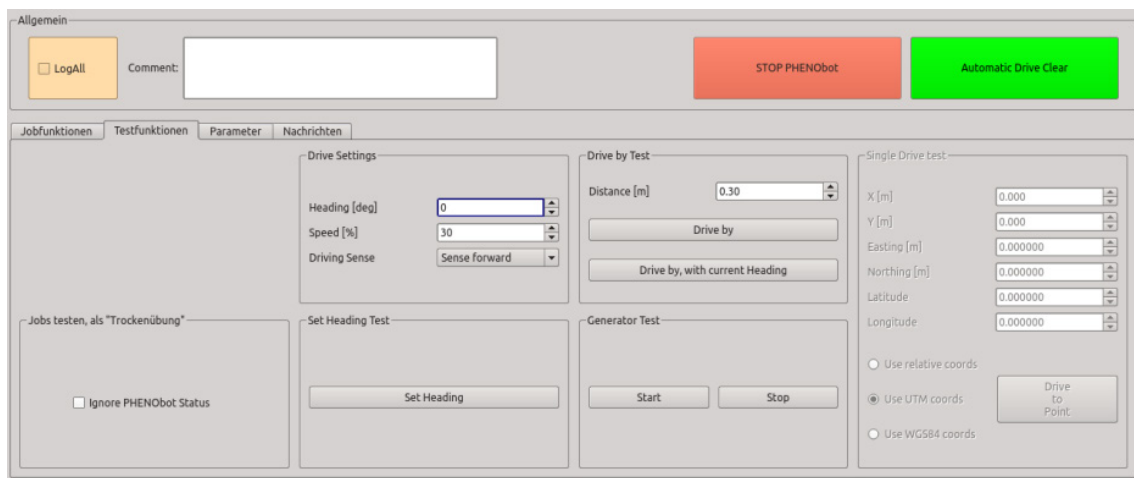 Allgemein
LogAll
Comment:
STOP PHENObot
Automatic Drive Clear
Jobfunktionen
Testfunktionen
Parameter
Nachrichten
Drive Settings
Heading [deg]
0
Speed [%]
30
Driving Sense
Sense forward
Drive by Test
Distance [m]
0.30
Drive by
Drive by, with current Heading
Single Drive test
X [m]
0.000
Y [m]
0.000
Easting [m]
0.000000
Northing [m]
0.000000
Latitude
0.000000
Longitude
0.000000
Use relative coords
Use UTM coords
Use WGS84 coords
Drive
to
Point
Jobs testen, als "Trockenübung"
Ignore PHENObot Status
Set Heading Test
Set Heading
Generator Test
Start
Stop